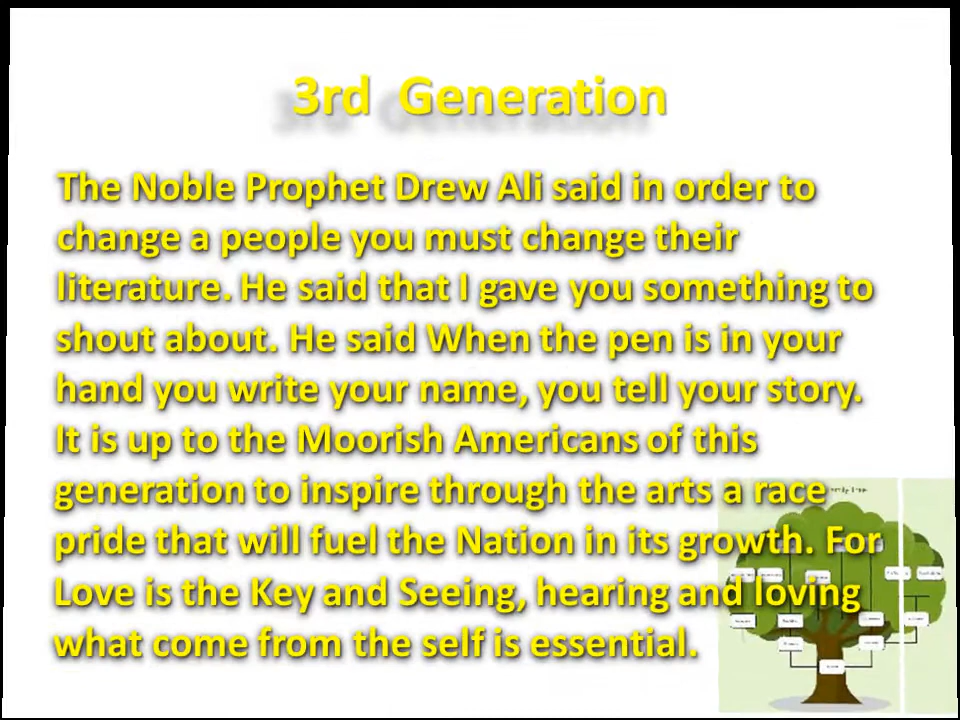 3rd Generation
The Noble Prophet Drew Ali said in order to
change a people you must change their
literature. He said that I gave you something to
shout about. He said When the pen is in your
hand you write your name, you tell your story.
It is up to the Moorish Americans of this
generation to inspire through the arts a race
pride that will fuel the Nation in its growth. For
Love is the Key and Seeing, hearing and loving
what come from the self is essential.